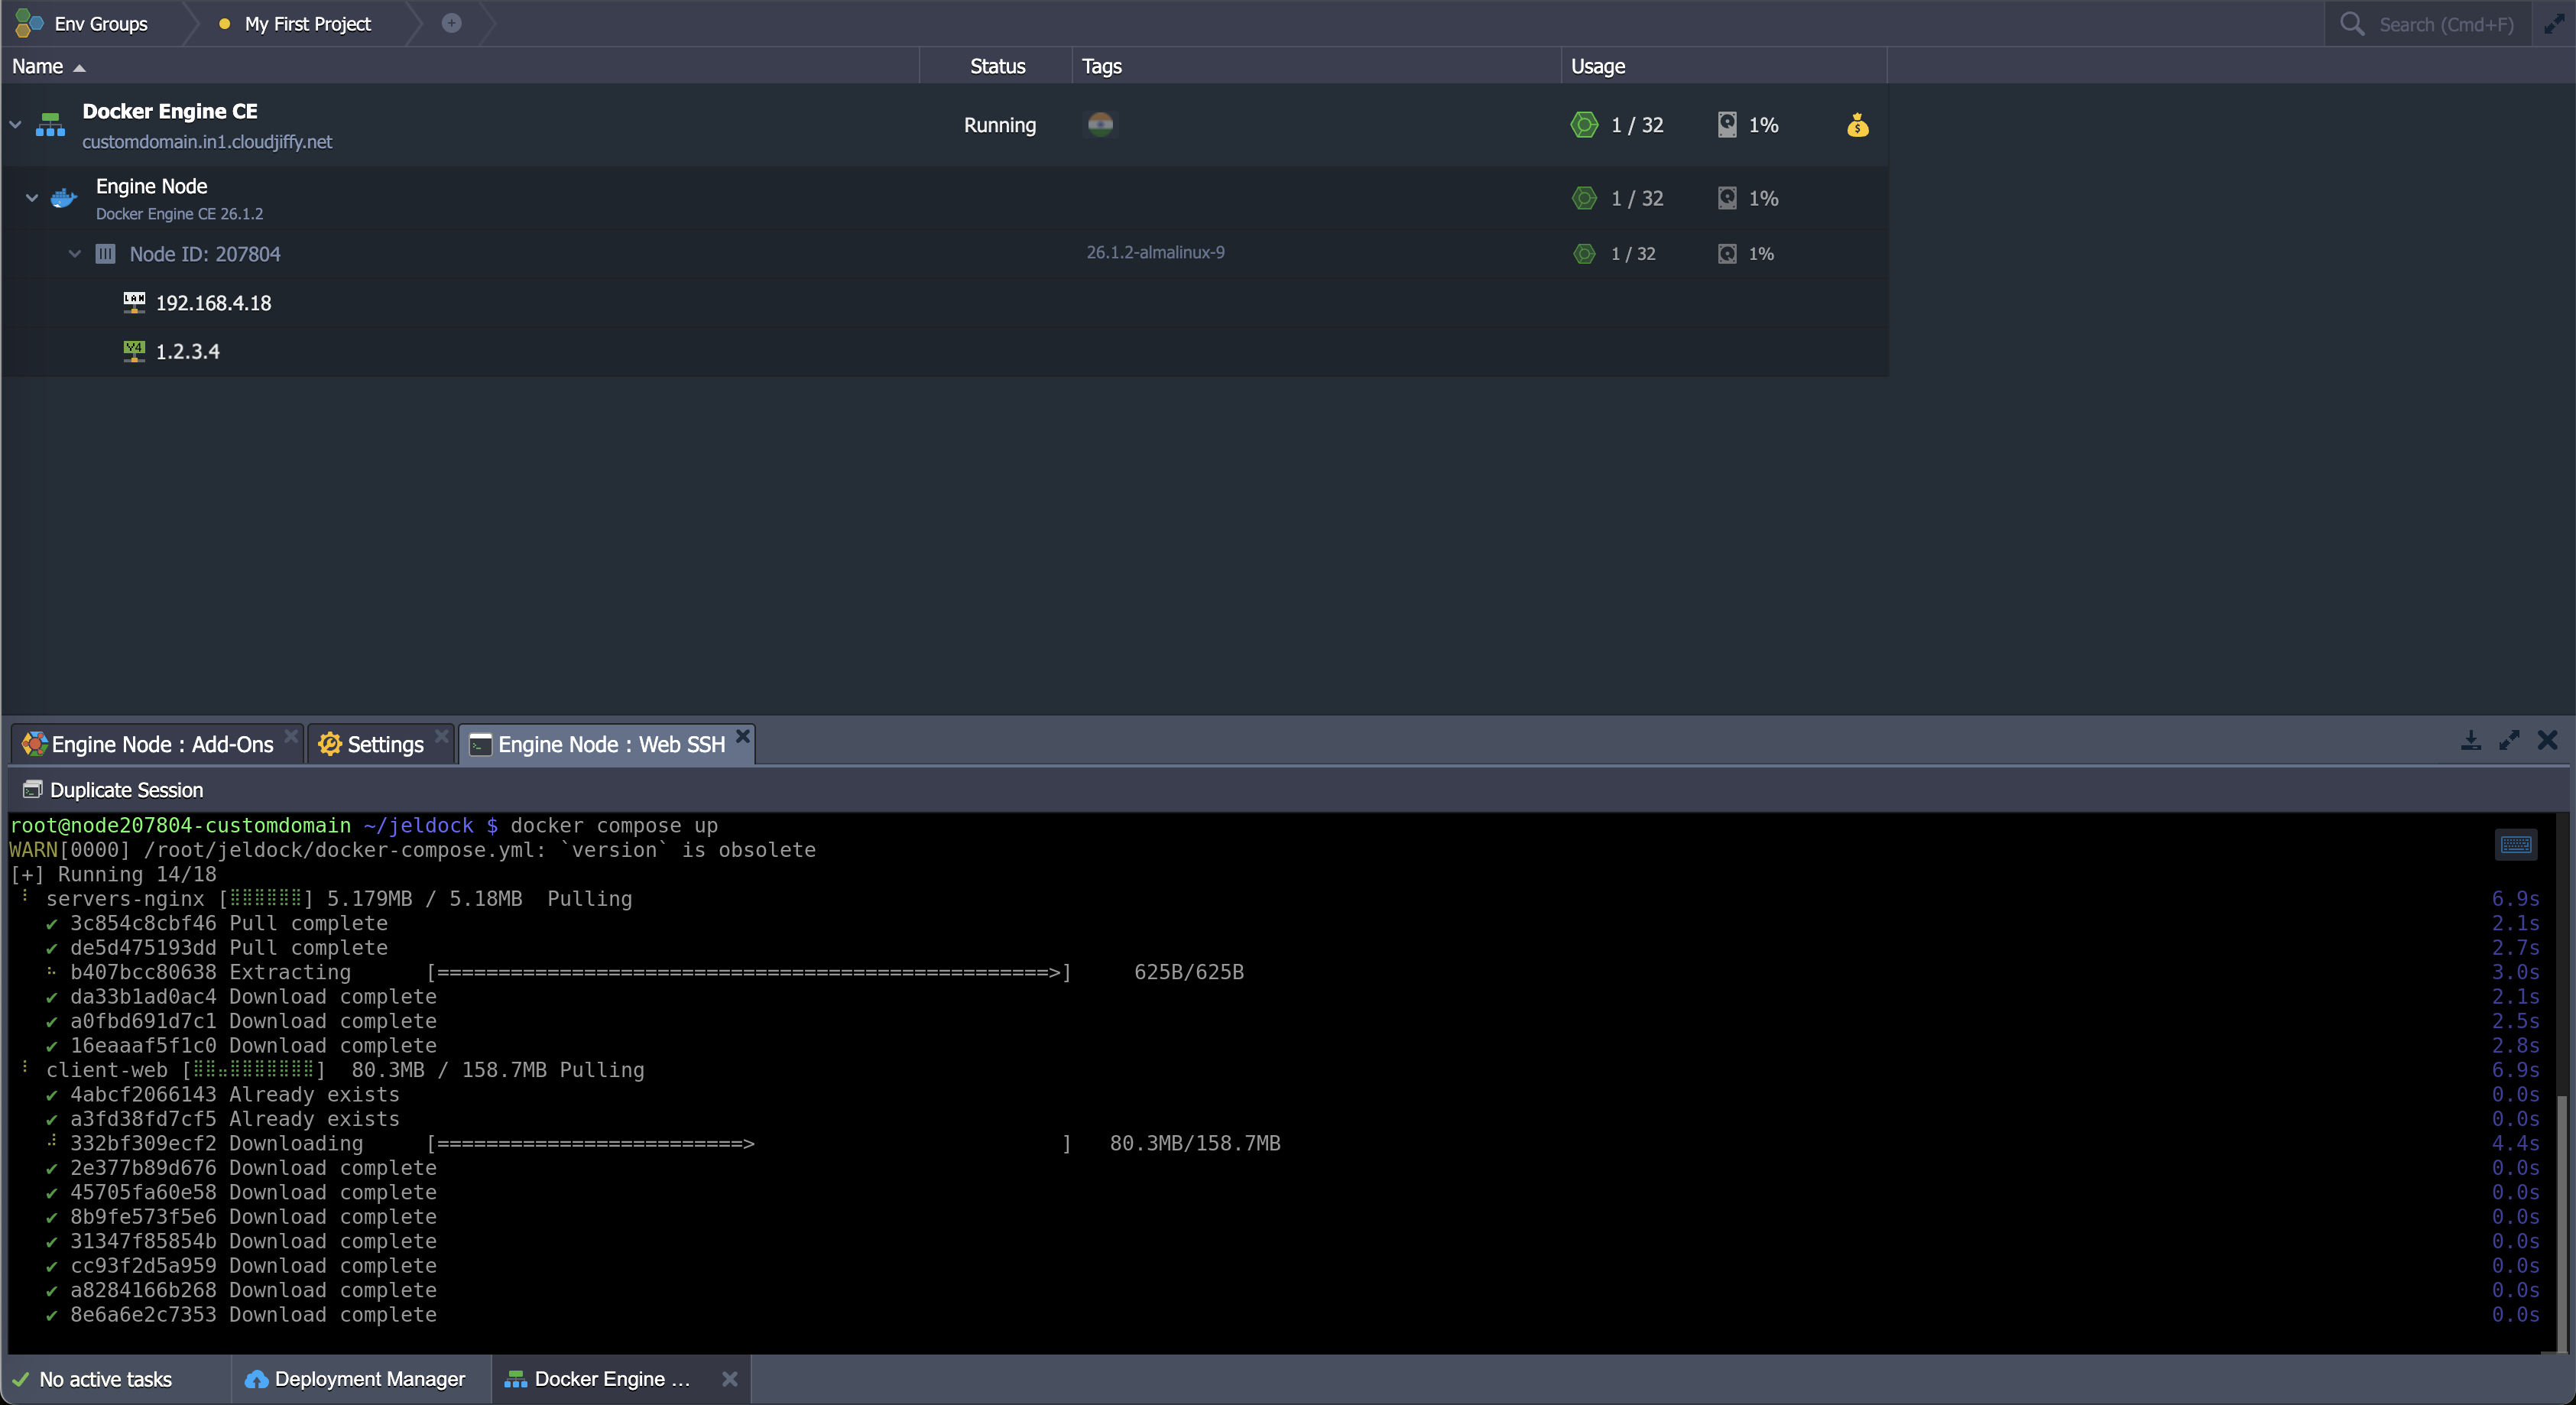 Env Groups My First Project Search (Cmd+F)
Name Status Tags Usage
Docker Engine CE
customdomain.in1.cloudjiffy.net
Running 1 / 32 1%
Engine Node
Docker Engine CE 26.1.2
1 / 32 1%
Node ID: 207804 26.1.2-almalinux-9 1 / 32 1%
LAN 192.168.4.18
V4 1.2.3.4
Engine Node : Add-Ons Settings Engine Node : Web SSH
Duplicate Session
root@node207804-customdomain ~/jeldock $ docker compose up
WARN[0000] /root/jeldock/docker-compose.yml: `version` is obsolete
[+] Running 14/18
⠸ servers-nginx [⣿⣿⣿⣿⣿⣿] 5.179MB / 5.18MB Pulling 6.9s
✔ 3c854c8cbf46 Pull complete 2.1s
✔ de5d475193dd Pull complete 2.7s
b407bcc80638 Extracting [==================================================>] 625B/625B 3.0s
✔ da33b1ad0ac4 Download complete 2.1s
✔ a0fbd691d7c1 Download complete 2.5s
✔ 16eaaaf5f1c0 Download complete 2.8s
⠸ client-web [⣿⣿⣤⣿⣿⣿⣿⣿⣿⣿] 80.3MB / 158.7MB Pulling 6.9s
✔ 4abcf2066143 Already exists 0.0s
✔ a3fd38fd7cf5 Already exists 0.0s
332bf309ecf2 Downloading [=========================> ] 80.3MB/158.7MB 4.4s
✔ 2e377b89d676 Download complete 0.0s
✔ 45705fa60e58 Download complete 0.0s
✔ 8b9fe573f5e6 Download complete 0.0s
✔ 31347f85854b Download complete 0.0s
✔ cc93f2d5a959 Download complete 0.0s
✔ a8284166b268 Download complete 0.0s
✔ 8e6a6e2c7353 Download complete 0.0s
No active tasks Deployment Manager Docker Engine ...